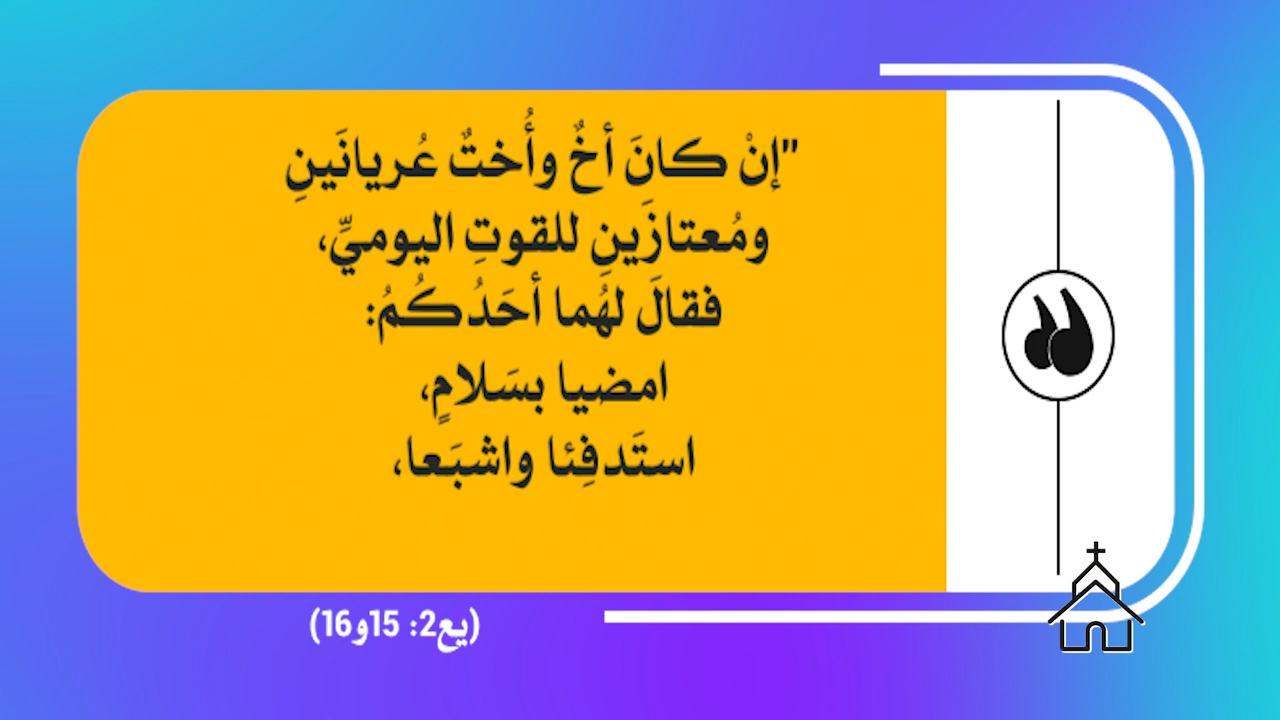 "إنْ كانَ أخٌ وأُختٌ عُريانَينِ
ومُعتازَينِ للقوتِ اليوميِّ،
فقالَ لهُما أحَدُكُمُ:
امضيا بسَلامٍ،
استَدفِئا واشبَعا،
(يع2: 15و16)